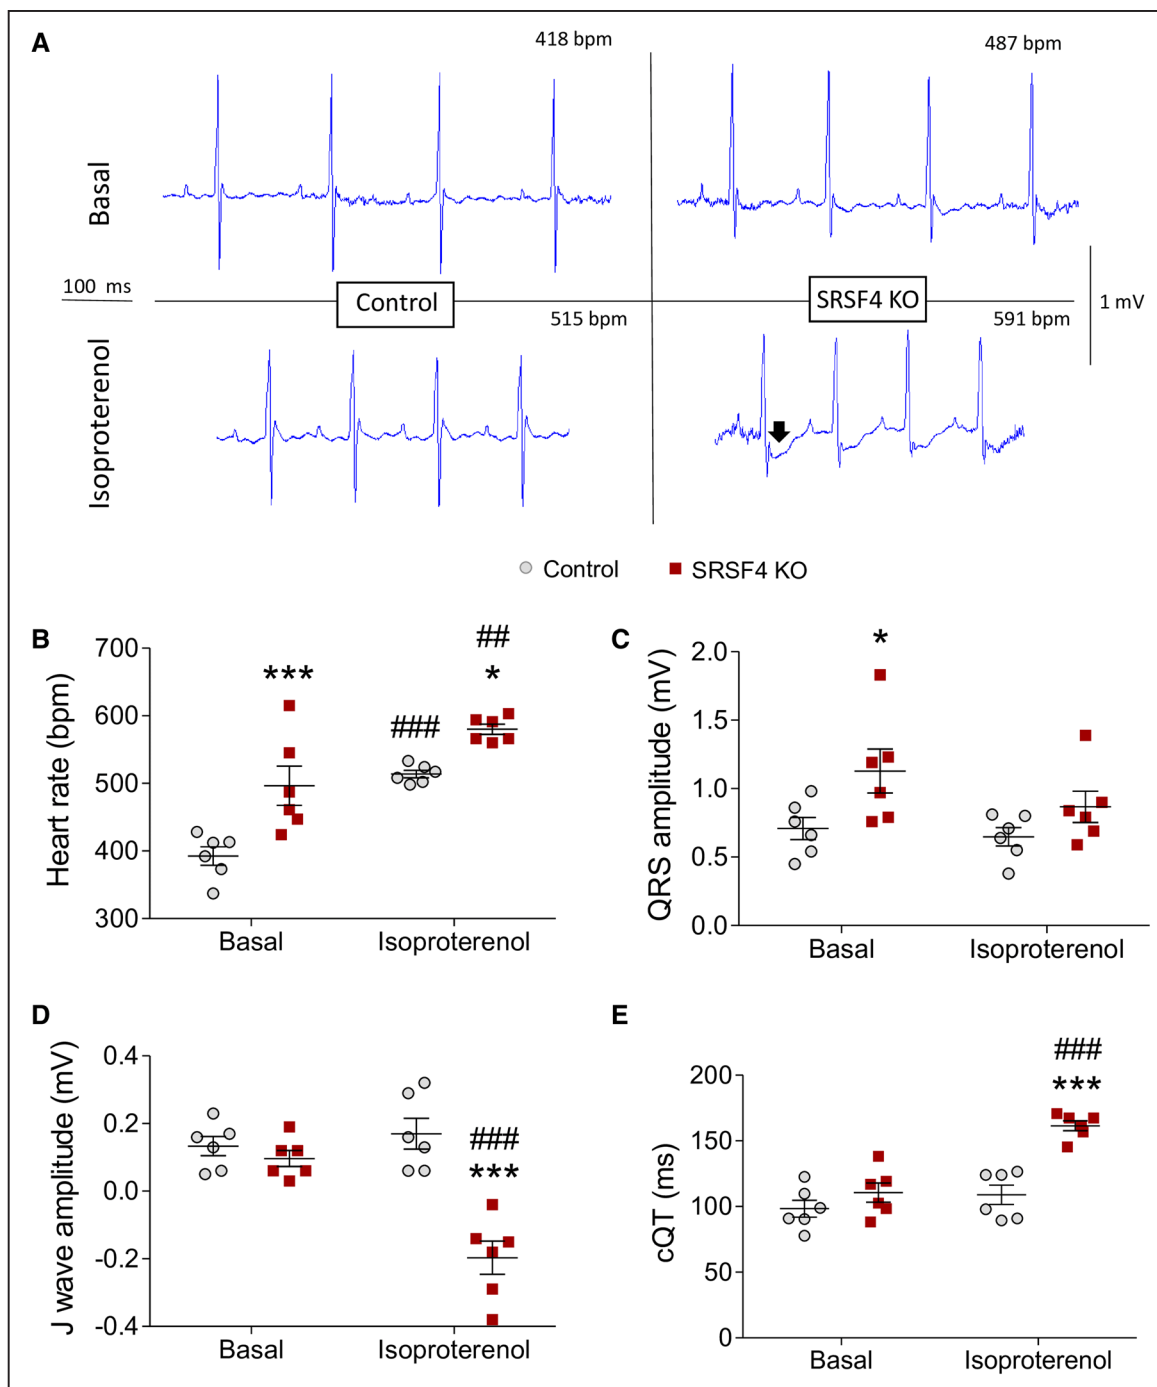 A
418 bpm
487 bpm
Basal
100 ms
Control
SRSF4 KO
1 mV
515 bpm
591 bpm
Isoproterenol
Control
SRSF4 KO
B
Heart rate (bpm)
700
600
500
400
300
***
###
##
*
Basal
Isoproterenol
C
QRS amplitude (mV)
2.0
1.5
1.0
0.5
0.0
*
Basal
Isoproterenol
D
J wave amplitude (mV)
0.4
0.2
0.0
-0.2
-0.4
###
***
Basal
Isoproterenol
E
cQT (ms)
200
150
100
50
0
###
***
Basal
Isoproterenol